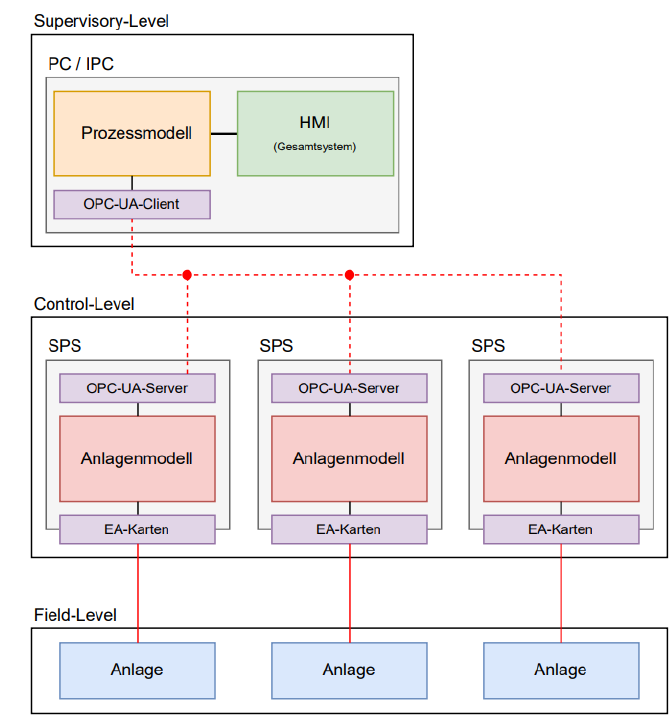 Supervisory-Level
PC / IPC
Prozessmodell
HMI
(Gesamtsystem)
OPC-UA-Client
Control-Level
SPS
SPS
SPS
OPC-UA-Server
OPC-UA-Server
OPC-UA-Server
Anlagenmodell
Anlagenmodell
Anlagenmodell
EA-Karten
EA-Karten
EA-Karten
Field-Level
Anlage
Anlage
Anlage